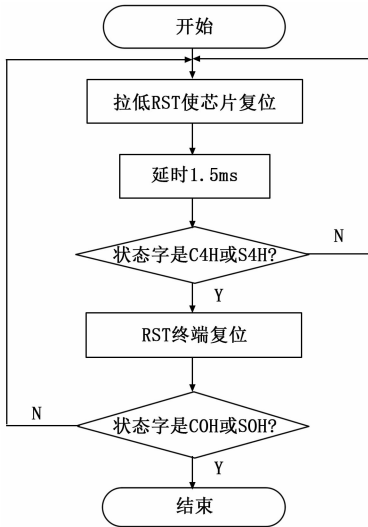 开始
拉低RST使芯片复位
延时1.5ms
状态字是C4H或S4H?
N
Y
RST终端复位
N
状态字是C0H或S0H?
Y
结束